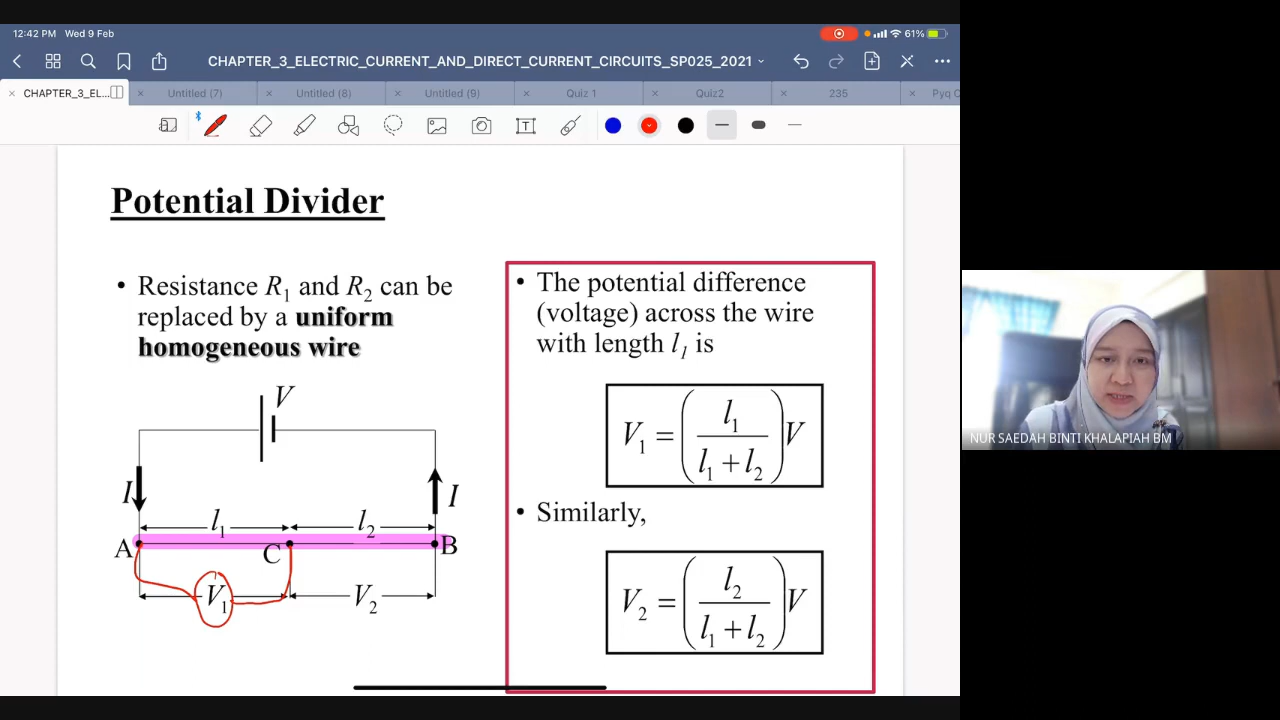 12:42 PM Wed 9 Feb
61%
CHAPTER_3_ELECTRIC_CURRENT_AND_DIRECT_CURRENT_CIRCUITS_SP025_2021
CHAPTER_3_EL...
Untitled (7)
Untitled (8)
Untitled (9)
Quiz 1
Quiz2
235
Pyq C
T
Potential Divider
• Resistance R₁ and R₂ can be
replaced by a uniform
homogeneous wire
V
I
I
l₁
l₂
A
C
B
V₁
V₂
• The potential difference
(voltage) across the wire
with length l₁ is
V₁ = (l₁ / (l₁ + l₂)) V
• Similarly,
V₂ = (l₂ / (l₁ + l₂)) V
NUR SAEDAH BINTI KHALAPIAH BM